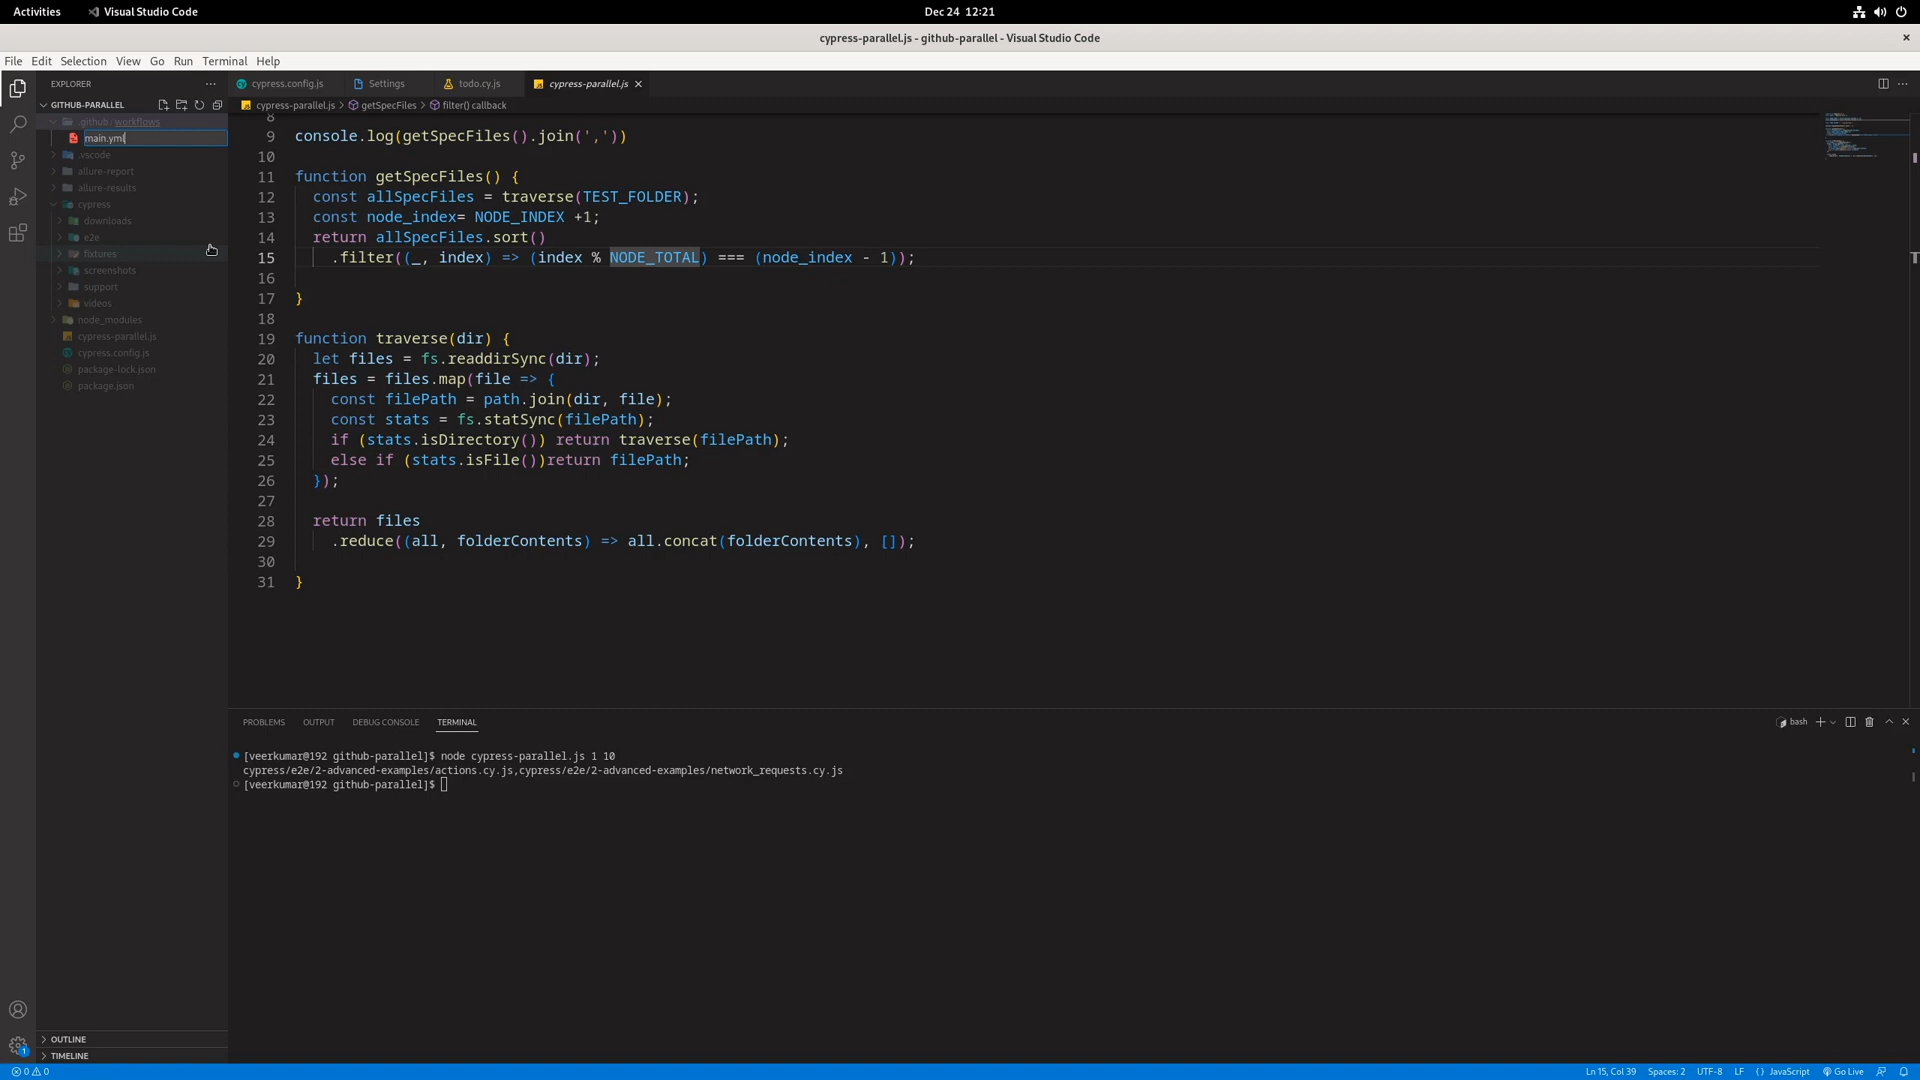 Activities
Visual Studio Code
Dec 24 12:21
cypress-parallel.js - github-parallel - Visual Studio Code
File Edit Selection View Go Run Terminal Help
EXPLORER
cypress.config.js
Settings
todo.cy.js
cypress-parallel.js
GITHUB-PARALLEL
cypress-parallel.js > getSpecFiles > filter() callback
.github / workflows
main.yml
.vscode
allure-report
allure-results
cypress
downloads
e2e
fixtures
screenshots
support
videos
node_modules
cypress-parallel.js
cypress.config.js
package-lock.json
package.json
8
9 console.log(getSpecFiles().join(','))
10
11 function getSpecFiles() {
12 const allSpecFiles = traverse(TEST_FOLDER);
13 const node_index= NODE_INDEX +1;
14 return allSpecFiles.sort()
15 .filter((_, index) => (index % NODE_TOTAL) === (node_index - 1));
16
17 }
18
19 function traverse(dir) {
20 let files = fs.readdirSync(dir);
21 files = files.map(file => {
22 const filePath = path.join(dir, file);
23 const stats = fs.statSync(filePath);
24 if (stats.isDirectory()) return traverse(filePath);
25 else if (stats.isFile())return filePath;
26 });
27
28 return files
29 .reduce((all, folderContents) => all.concat(folderContents), []);
30
31 }
PROBLEMS OUTPUT DEBUG CONSOLE TERMINAL
bash
[veerkumar@192 github-parallel]$ node cypress-parallel.js 1 10
cypress/e2e/2-advanced-examples/actions.cy.js,cypress/e2e/2-advanced-examples/network_requests.cy.js
[veerkumar@192 github-parallel]$
1
OUTLINE
TIMELINE
0 0
Ln 15, Col 39 Spaces: 2 UTF-8 LF {} JavaScript Go Live